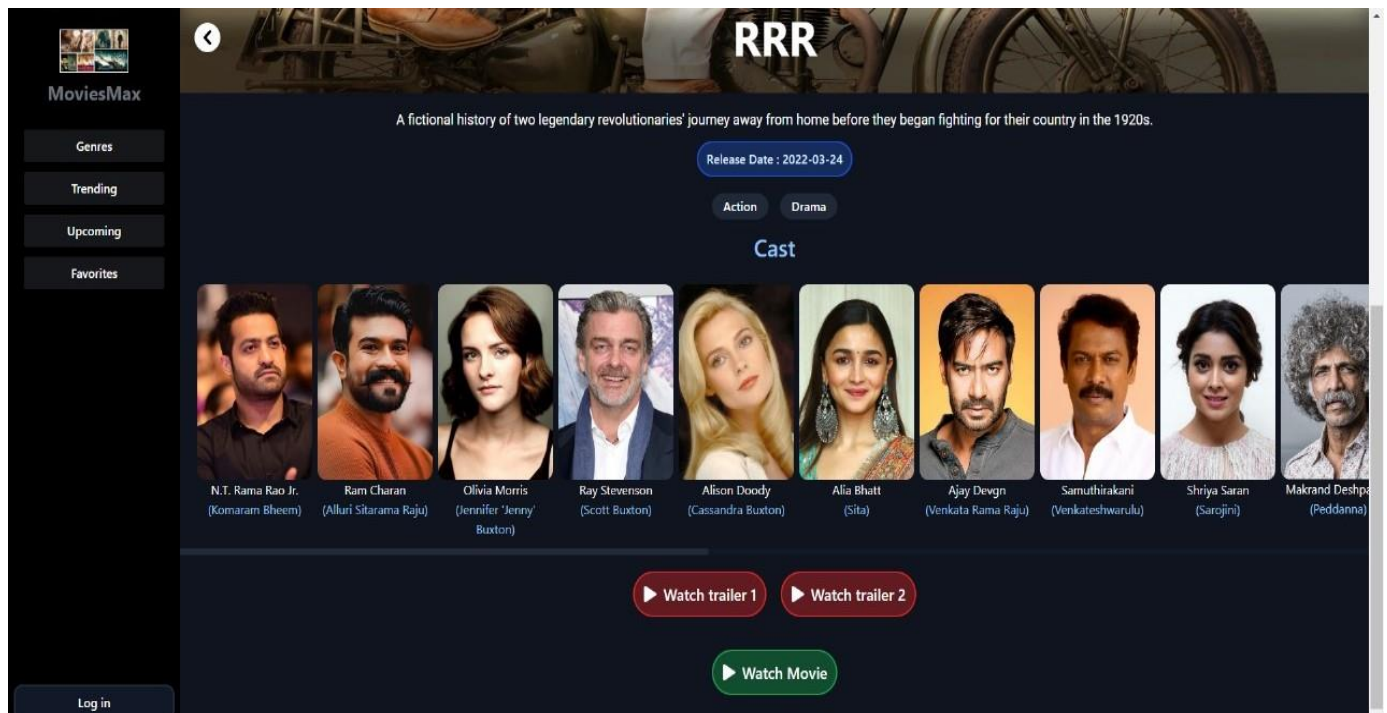 MoviesMax
Genres
Trending
Upcoming
Favorites
Log in
RRR
A fictional history of two legendary revolutionaries' journey away from home before they began fighting for their country in the 1920s.
Release Date : 2022-03-24
Action Drama
Cast
N.T. Rama Rao Jr.
(Komaram Bheem)
Ram Charan
(Alluri Sitarama Raju)
Olivia Morris
(Jennifer 'Jenny'
Buxton)
Ray Stevenson
(Scott Buxton)
Alison Doody
(Cassandra Buxton)
Alia Bhatt
(Sita)
Ajay Devgn
(Venkata Rama Raju)
Samuthirakani
(Venkateshwarulu)
Shriya Saran
(Sarojini)
Makrand Deshpa
(Peddanna)
Watch trailer 1 Watch trailer 2
Watch Movie